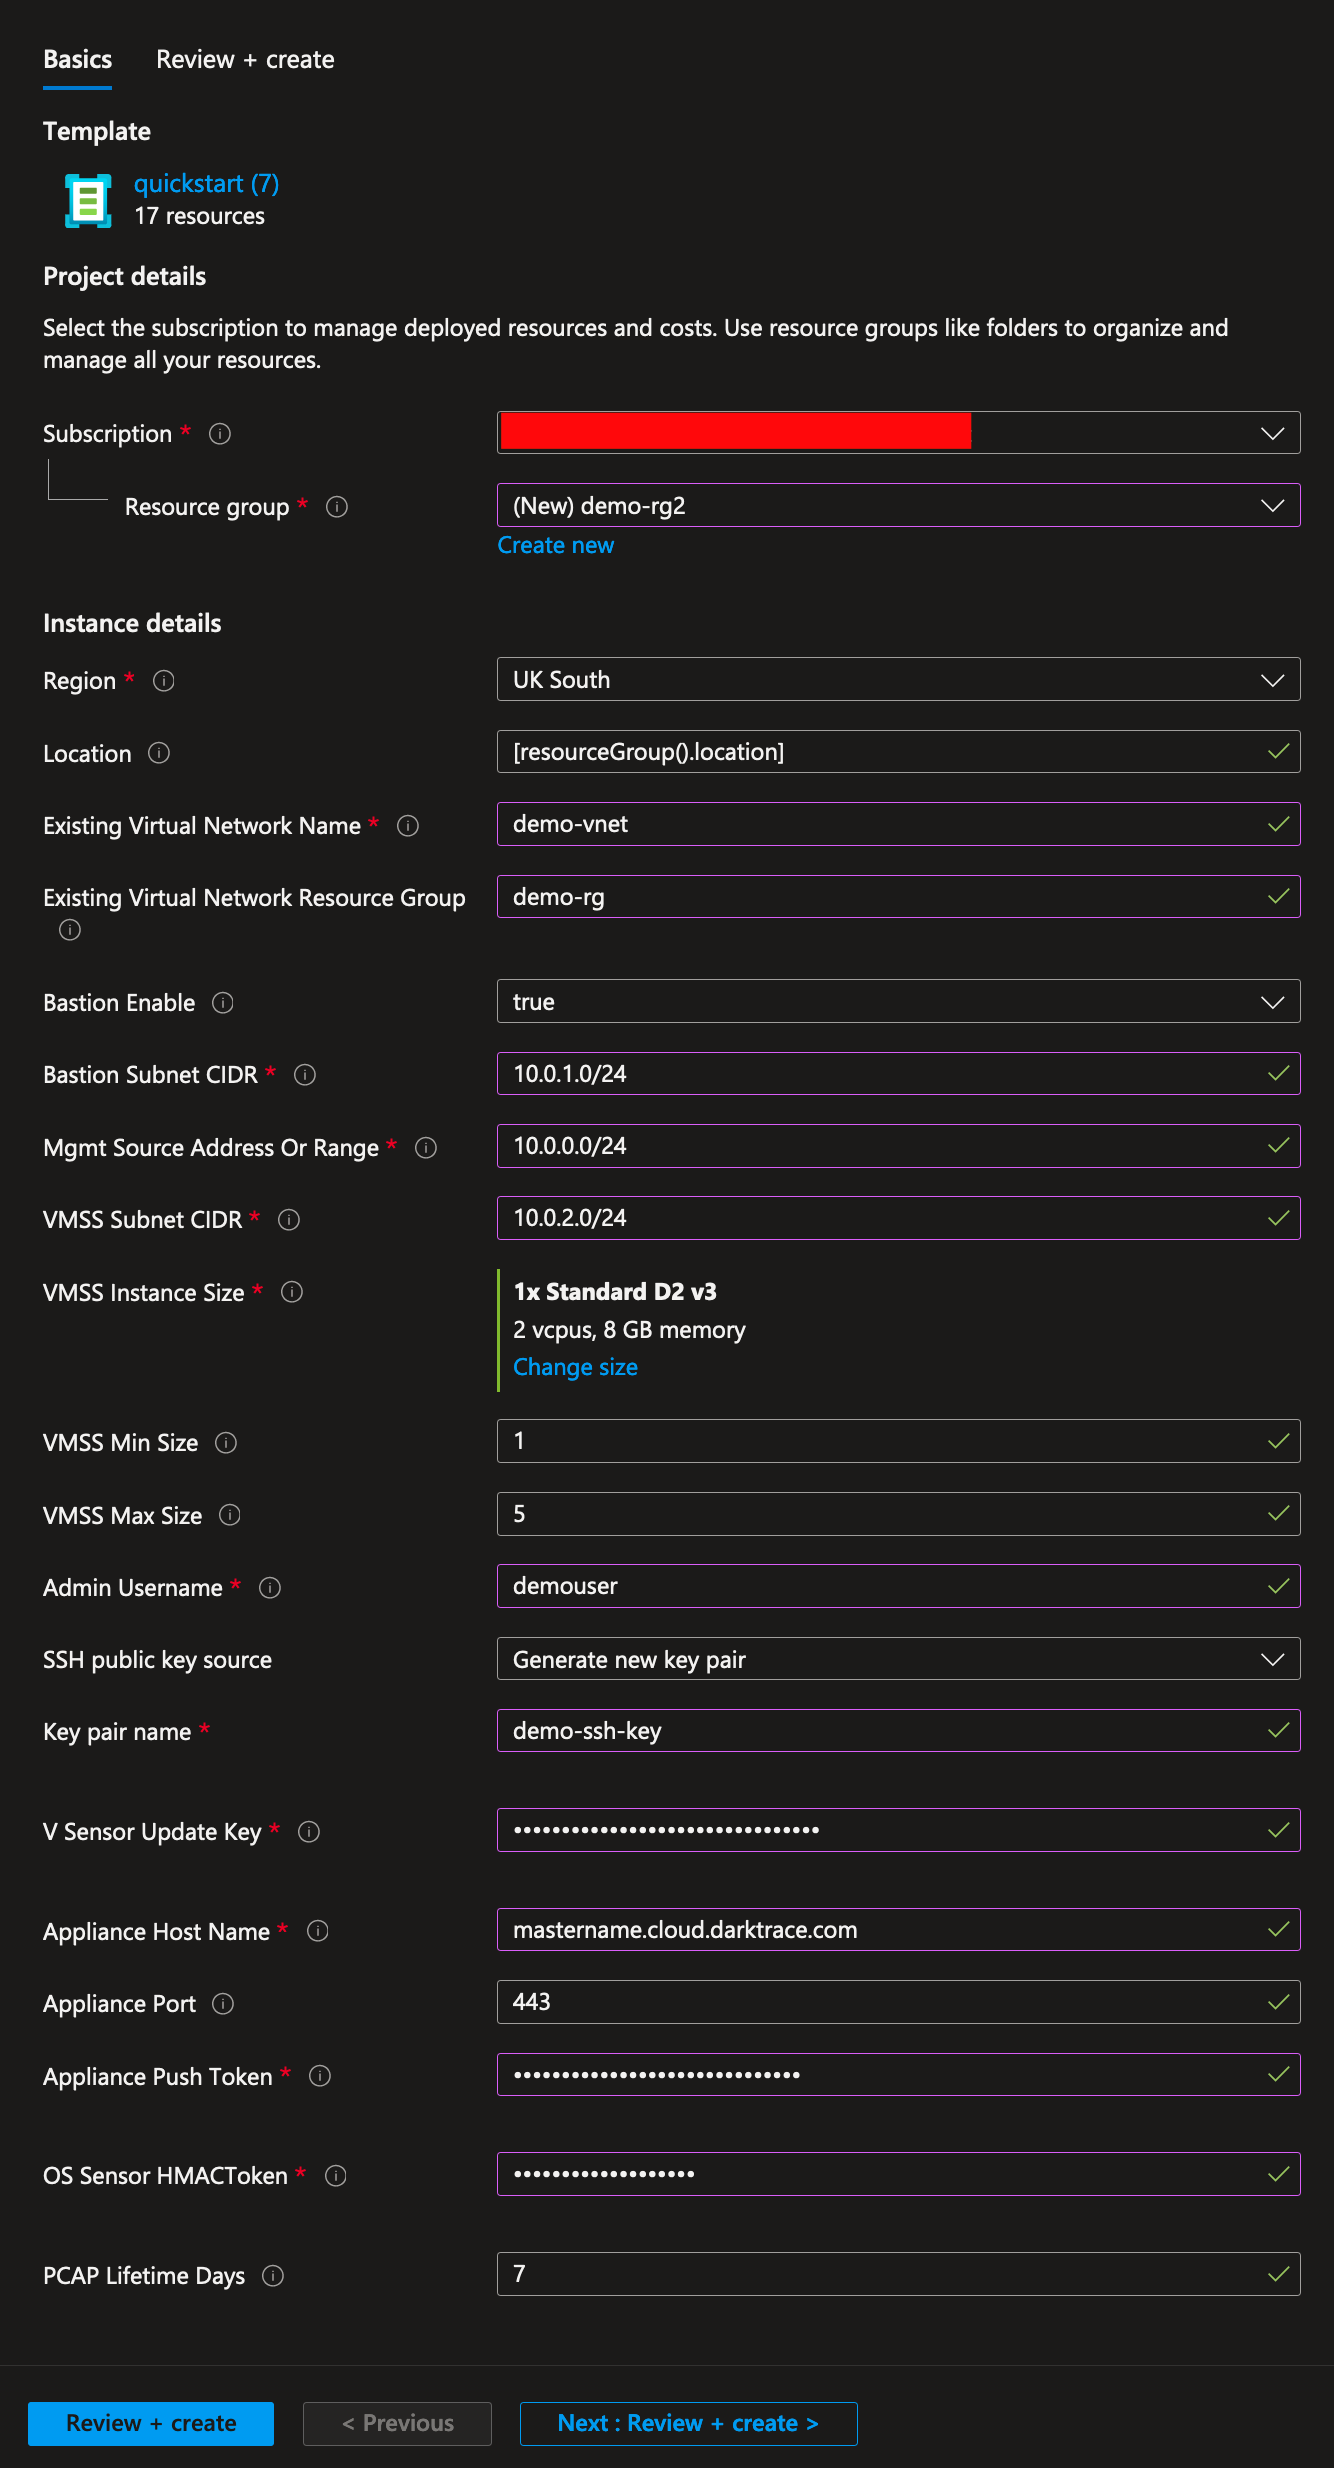 Basics Review + create
Template
quickstart (7)
17 resources
Project details
Select the subscription to manage deployed resources and costs. Use resource groups like folders to organize and
manage all your resources.
Subscription *
Resource group * (New) demo-rg2
Create new
Instance details
Region * UK South
Location [resourceGroup().location]
Existing Virtual Network Name * demo-vnet
Existing Virtual Network Resource Group demo-rg
Bastion Enable true
Bastion Subnet CIDR * 10.0.1.0/24
Mgmt Source Address Or Range * 10.0.0.0/24
VMSS Subnet CIDR * 10.0.2.0/24
VMSS Instance Size * 1x Standard D2 v3
2 vcpus, 8 GB memory
Change size
VMSS Min Size 1
VMSS Max Size 5
Admin Username * demouser
SSH public key source Generate new key pair
Key pair name * demo-ssh-key
V Sensor Update Key * ••••••••••••••••••••••••••••••••
Appliance Host Name * mastername.cloud.darktrace.com
Appliance Port 443
Appliance Push Token * ••••••••••••••••••••••••••••••
OS Sensor HMACToken * •••••••••••••••••••
PCAP Lifetime Days 7
Review + create < Previous Next : Review + create >